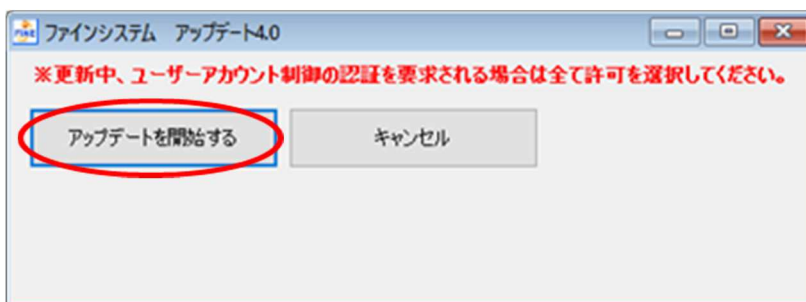 ファインシステム　アップデート4.0
※更新中、ユーザーアカウント制御の認証を要求される場合は全て許可を選択してください。
アップデートを開始する
キャンセル